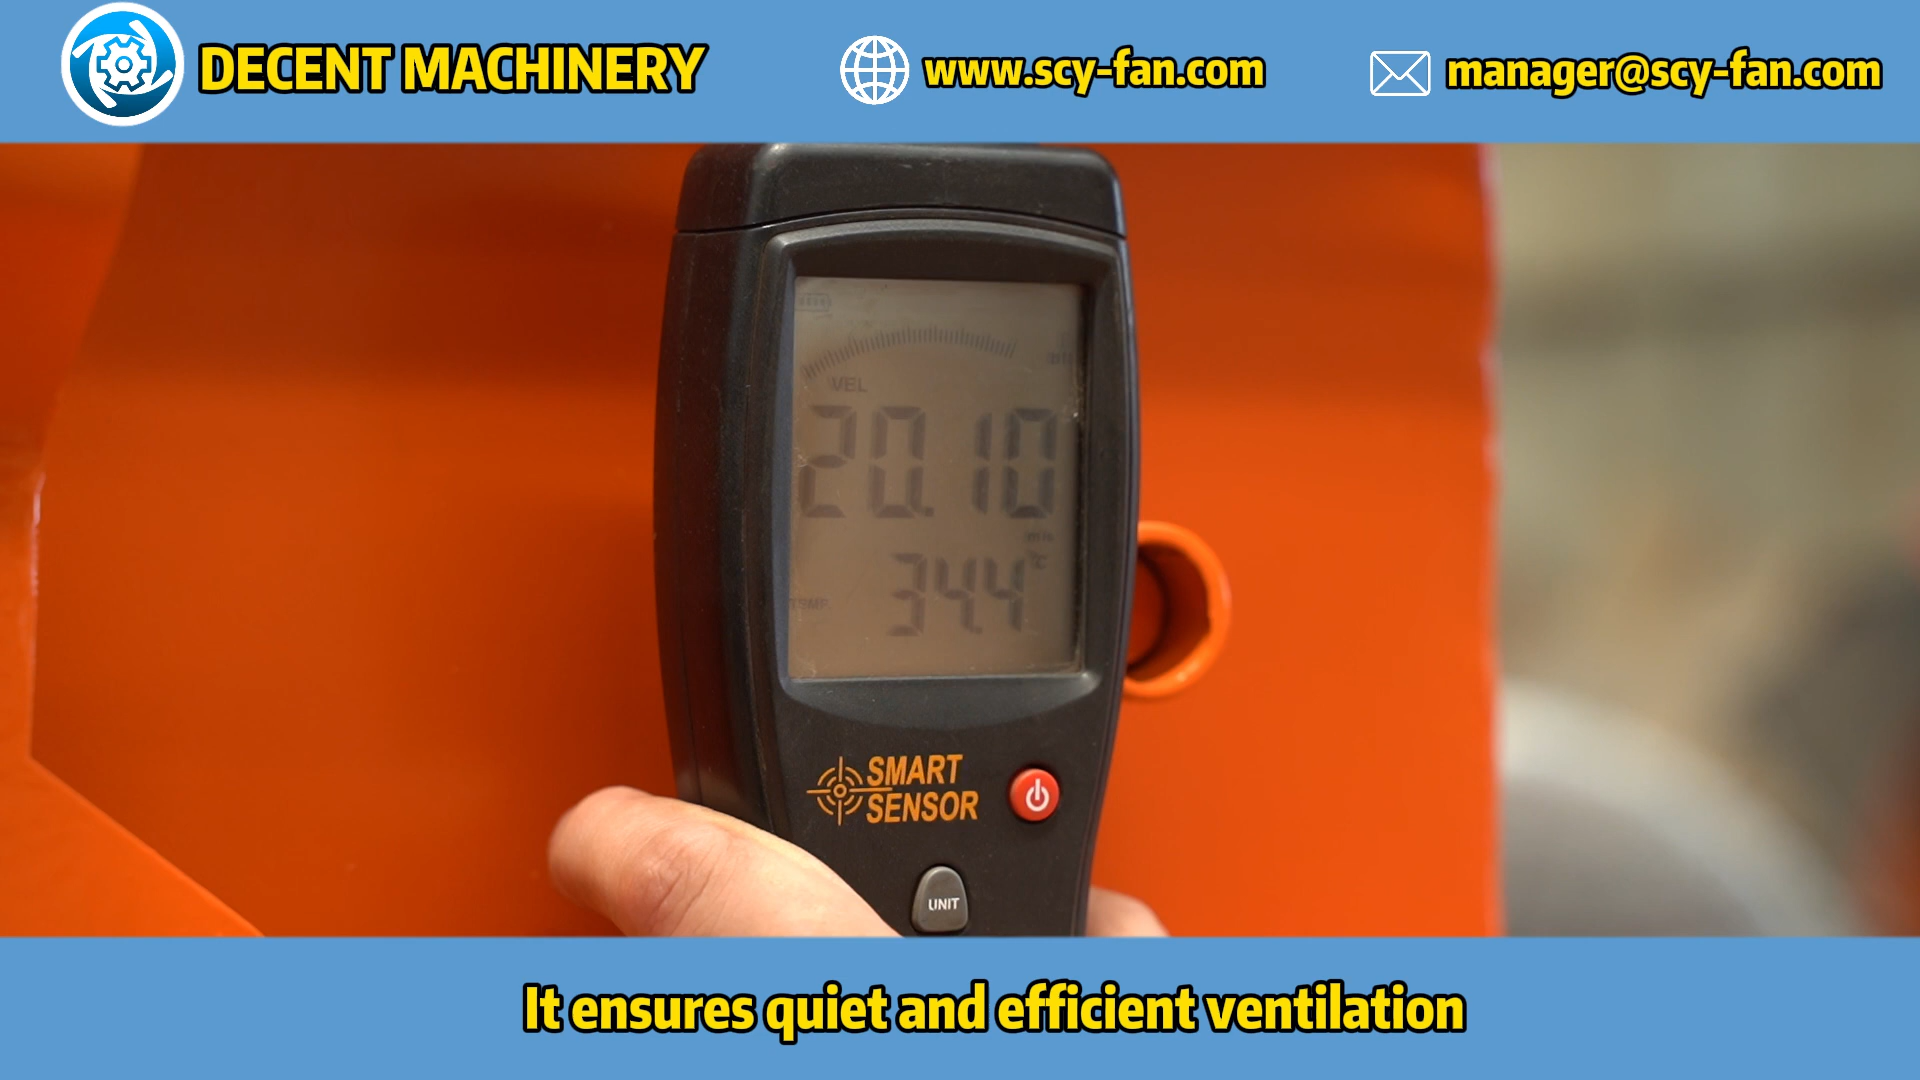 DECENT MACHINERY
www.scy-fan.com
manager@scy-fan.com
VEL
20.10
m/s
34.4
°C
TEMP
SMART
SENSOR
UNIT
It ensures quiet and efficient ventilation